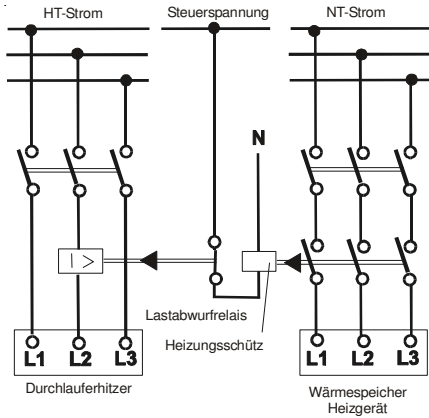 HT-Strom
Steuerspannung
NT-Strom
N
I >
Lastabwurfrelais
Heizungsschütz
L1 L2 L3
Durchlauferhitzer
L1 L2 L3
Wärmespeicher
Heizgerät